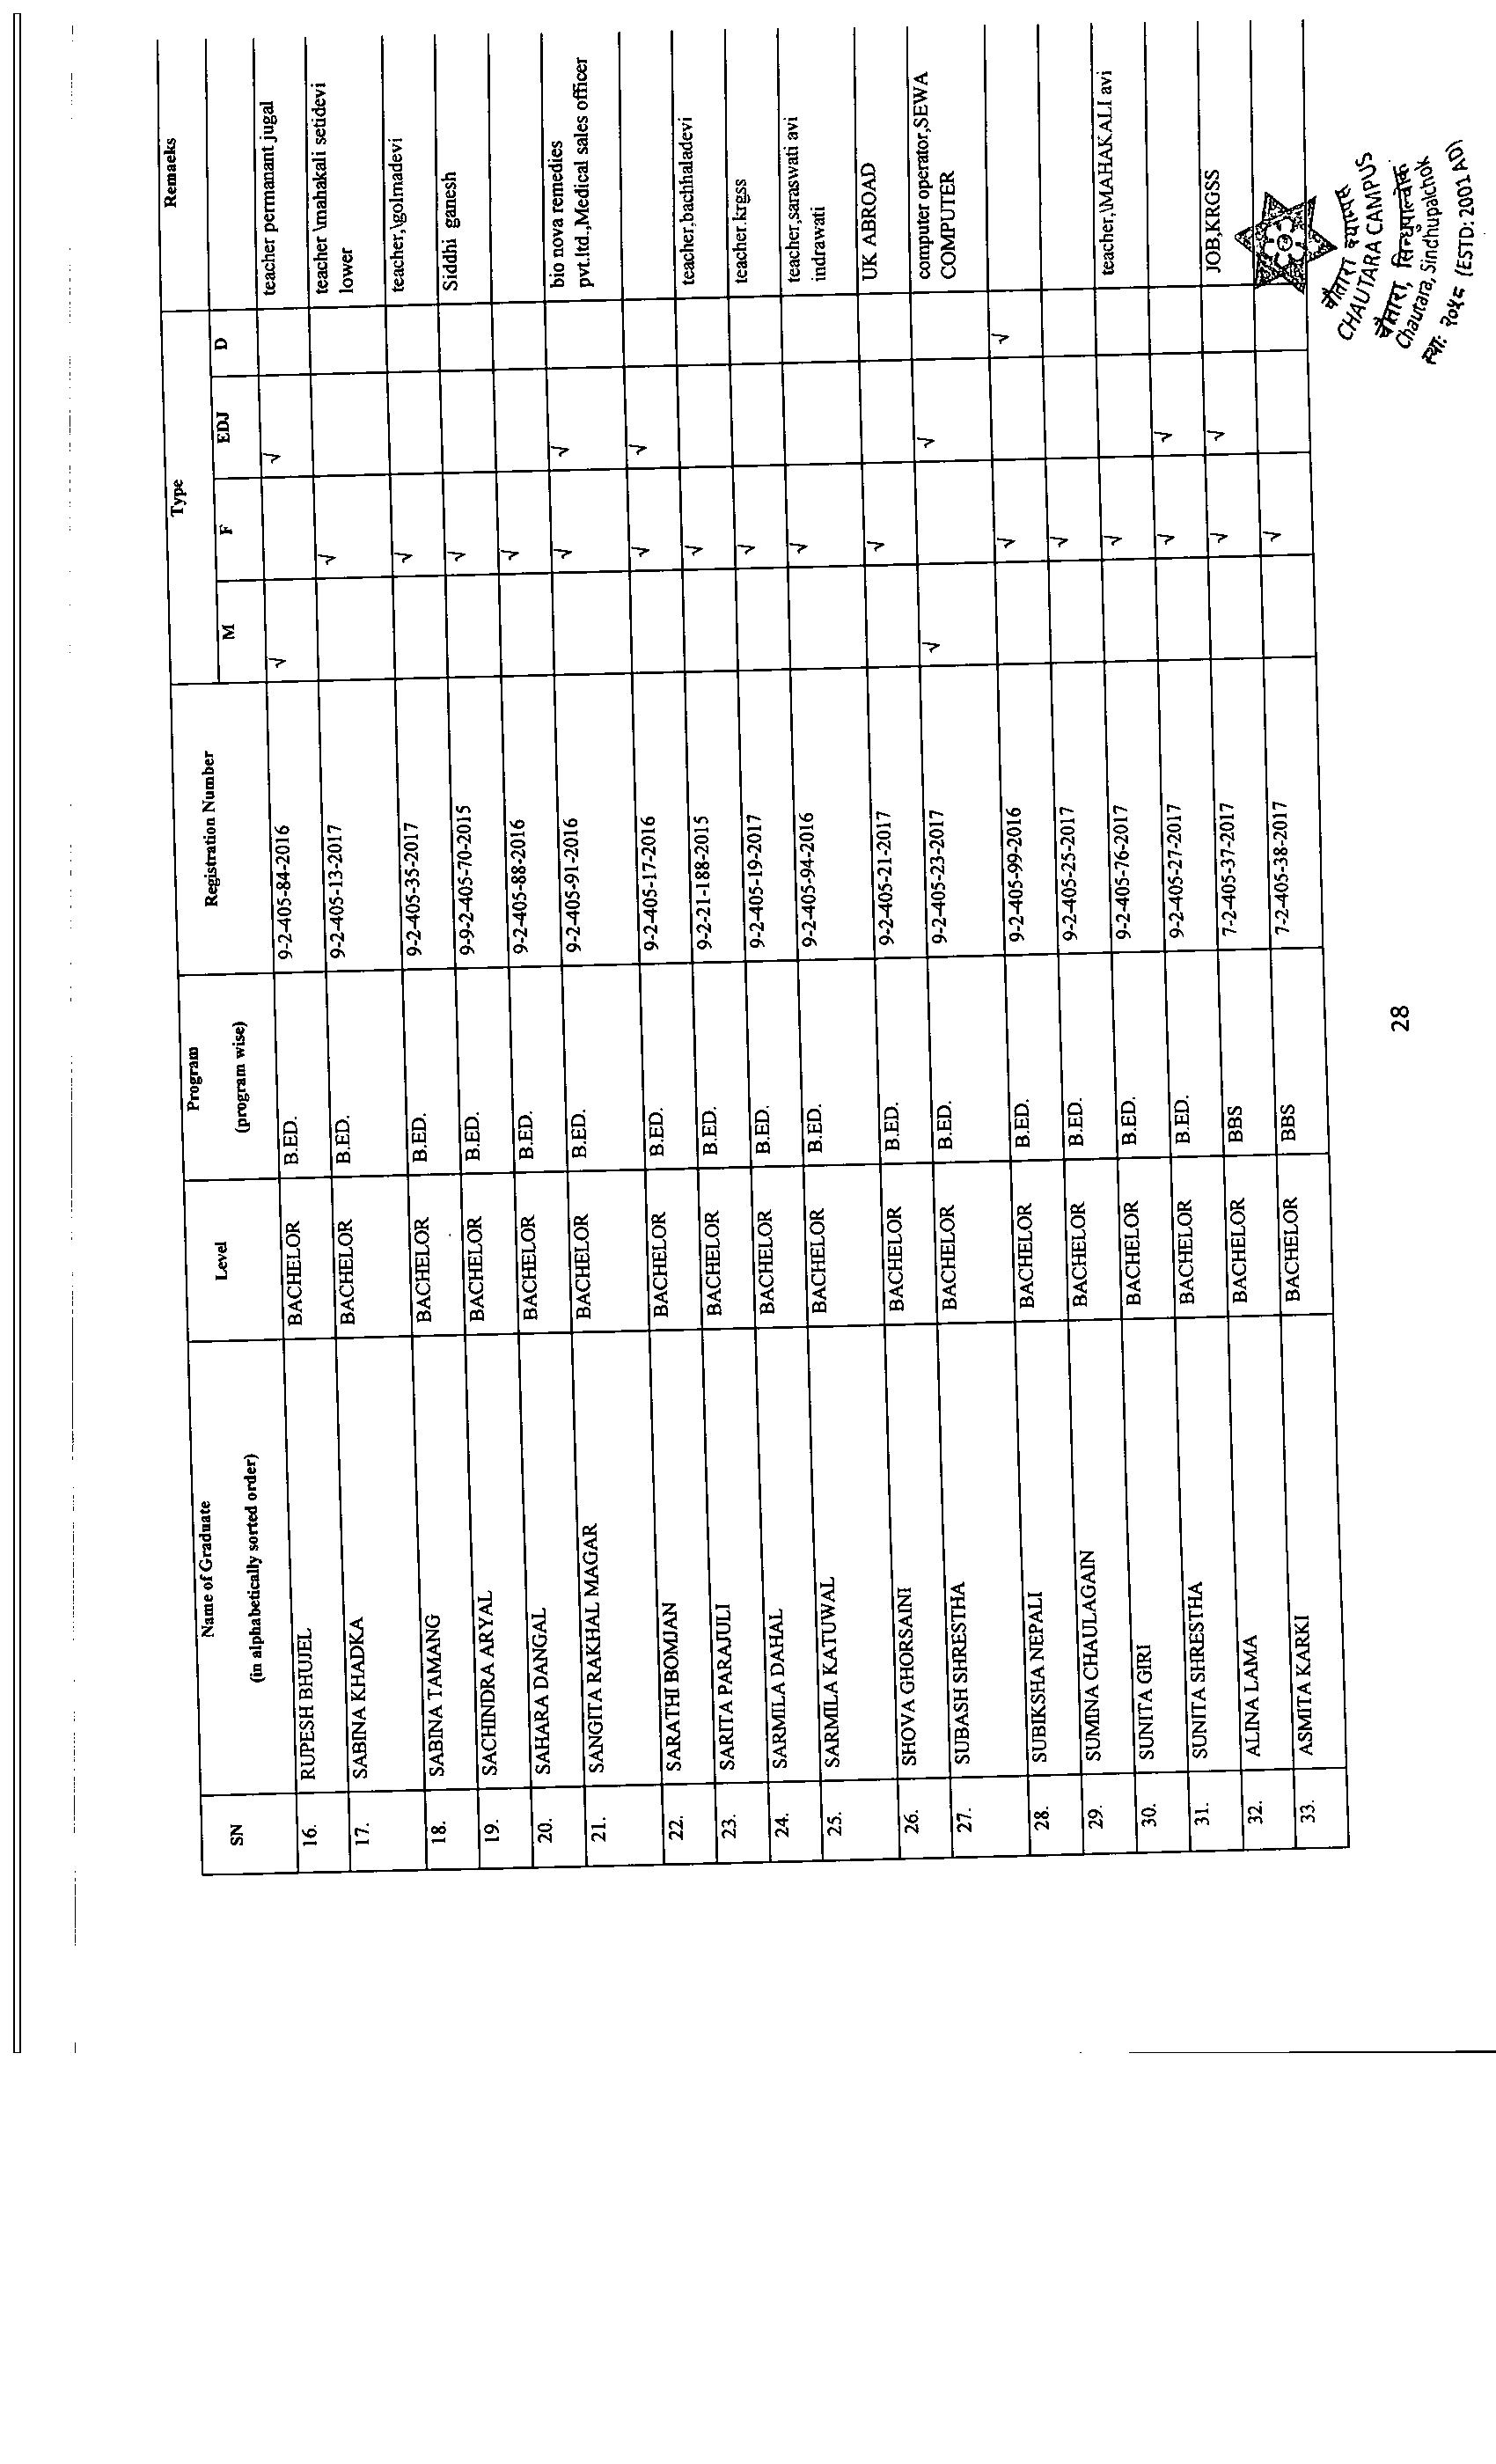 SN Name of Graduate (in alphabetically sorted order) Level Program (program wise) Registration Number Type Remaeks
M F EDJ D
16. RUPESH BHUJEL BACHELOR B.ED. 9-2-405-84-2016 √ √ teacher permanant jugal
17. SABINA KHADKA BACHELOR B.ED. 9-2-405-13-2017 √ teacher \mahakali setidevi
lower
18. SABINA TAMANG BACHELOR B.ED. 9-2-405-35-2017 √ teacher,\golmadevi
19. SACHINDRA ARYAL BACHELOR B.ED. 9-9-2-405-70-2015 √ Siddhi ganesh
20. SAHARA DANGAL BACHELOR B.ED. 9-2-405-88-2016 √
21. SANGITA RAKHAL MAGAR BACHELOR B.ED. 9-2-405-91-2016 √ √ bio nova remedies
pvt.ltd.,Medical sales officer
22. SARATHI BOMJAN BACHELOR B.ED. 9-2-405-17-2016 √ √
23. SARITA PARAJULI BACHELOR B.ED. 9-2-21-188-2015 √ teacher,bachhaladevi
24. SARMILA DAHAL BACHELOR B.ED. 9-2-405-19-2017 √ teacher.krgss
25. SARMILA KATUWAL BACHELOR B.ED. 9-2-405-94-2016 √ teacher,saraswati avi
indrawati
26. SHOVA GHORSAINI BACHELOR B.ED. 9-2-405-21-2017 √ UK ABROAD
27. SUBASH SHRESTHA BACHELOR B.ED. 9-2-405-23-2017 √ √ computer operator,SEWA
COMPUTER
28. SUBIKSHA NEPALI BACHELOR B.ED. 9-2-405-99-2016 √ √
29. SUMINA CHAULAGAIN BACHELOR B.ED. 9-2-405-25-2017 √
30. SUNITA GIRI BACHELOR B.ED. 9-2-405-76-2017 √ teacher,\MAHAKALI avi
31. SUNITA SHRESTHA BACHELOR B.ED. 9-2-405-27-2017 √ √
32. ALINA LAMA BACHELOR BBS 7-2-405-37-2017 √ √ JOB,KRGSS
33. ASMITA KARKI BACHELOR BBS 7-2-405-38-2017 √
चौतारा क्याम्पस
CHAUTARA CAMPUS
चौतारा, सिन्धुपाल्चोक
Chautara, Sindhupalchok
स्था: २०५८ (ESTD: 2001 AD)
28